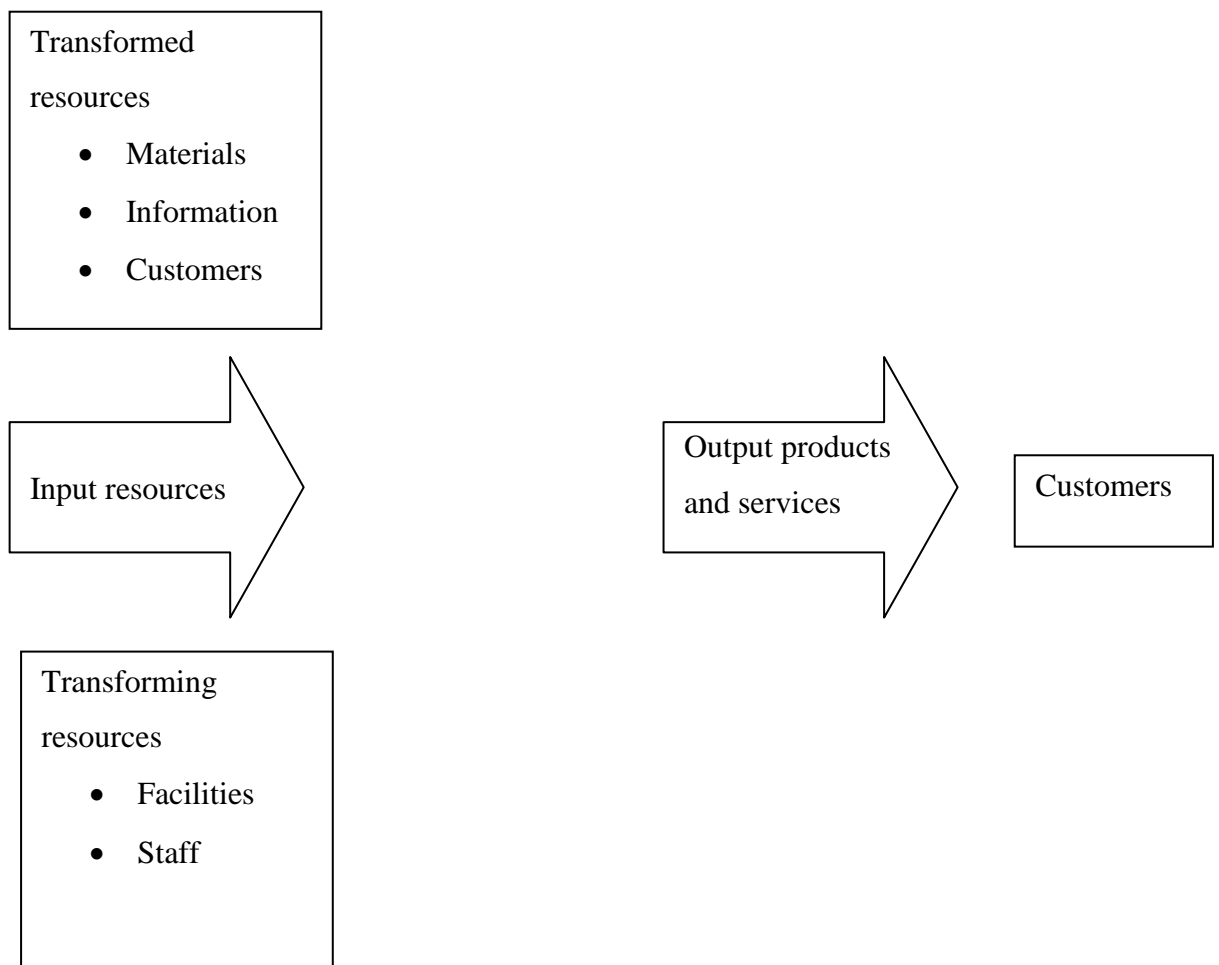 Transformed
resources
• Materials
• Information
• Customers
Input resources
Output products
and services
Customers
Transforming
resources
• Facilities
• Staff